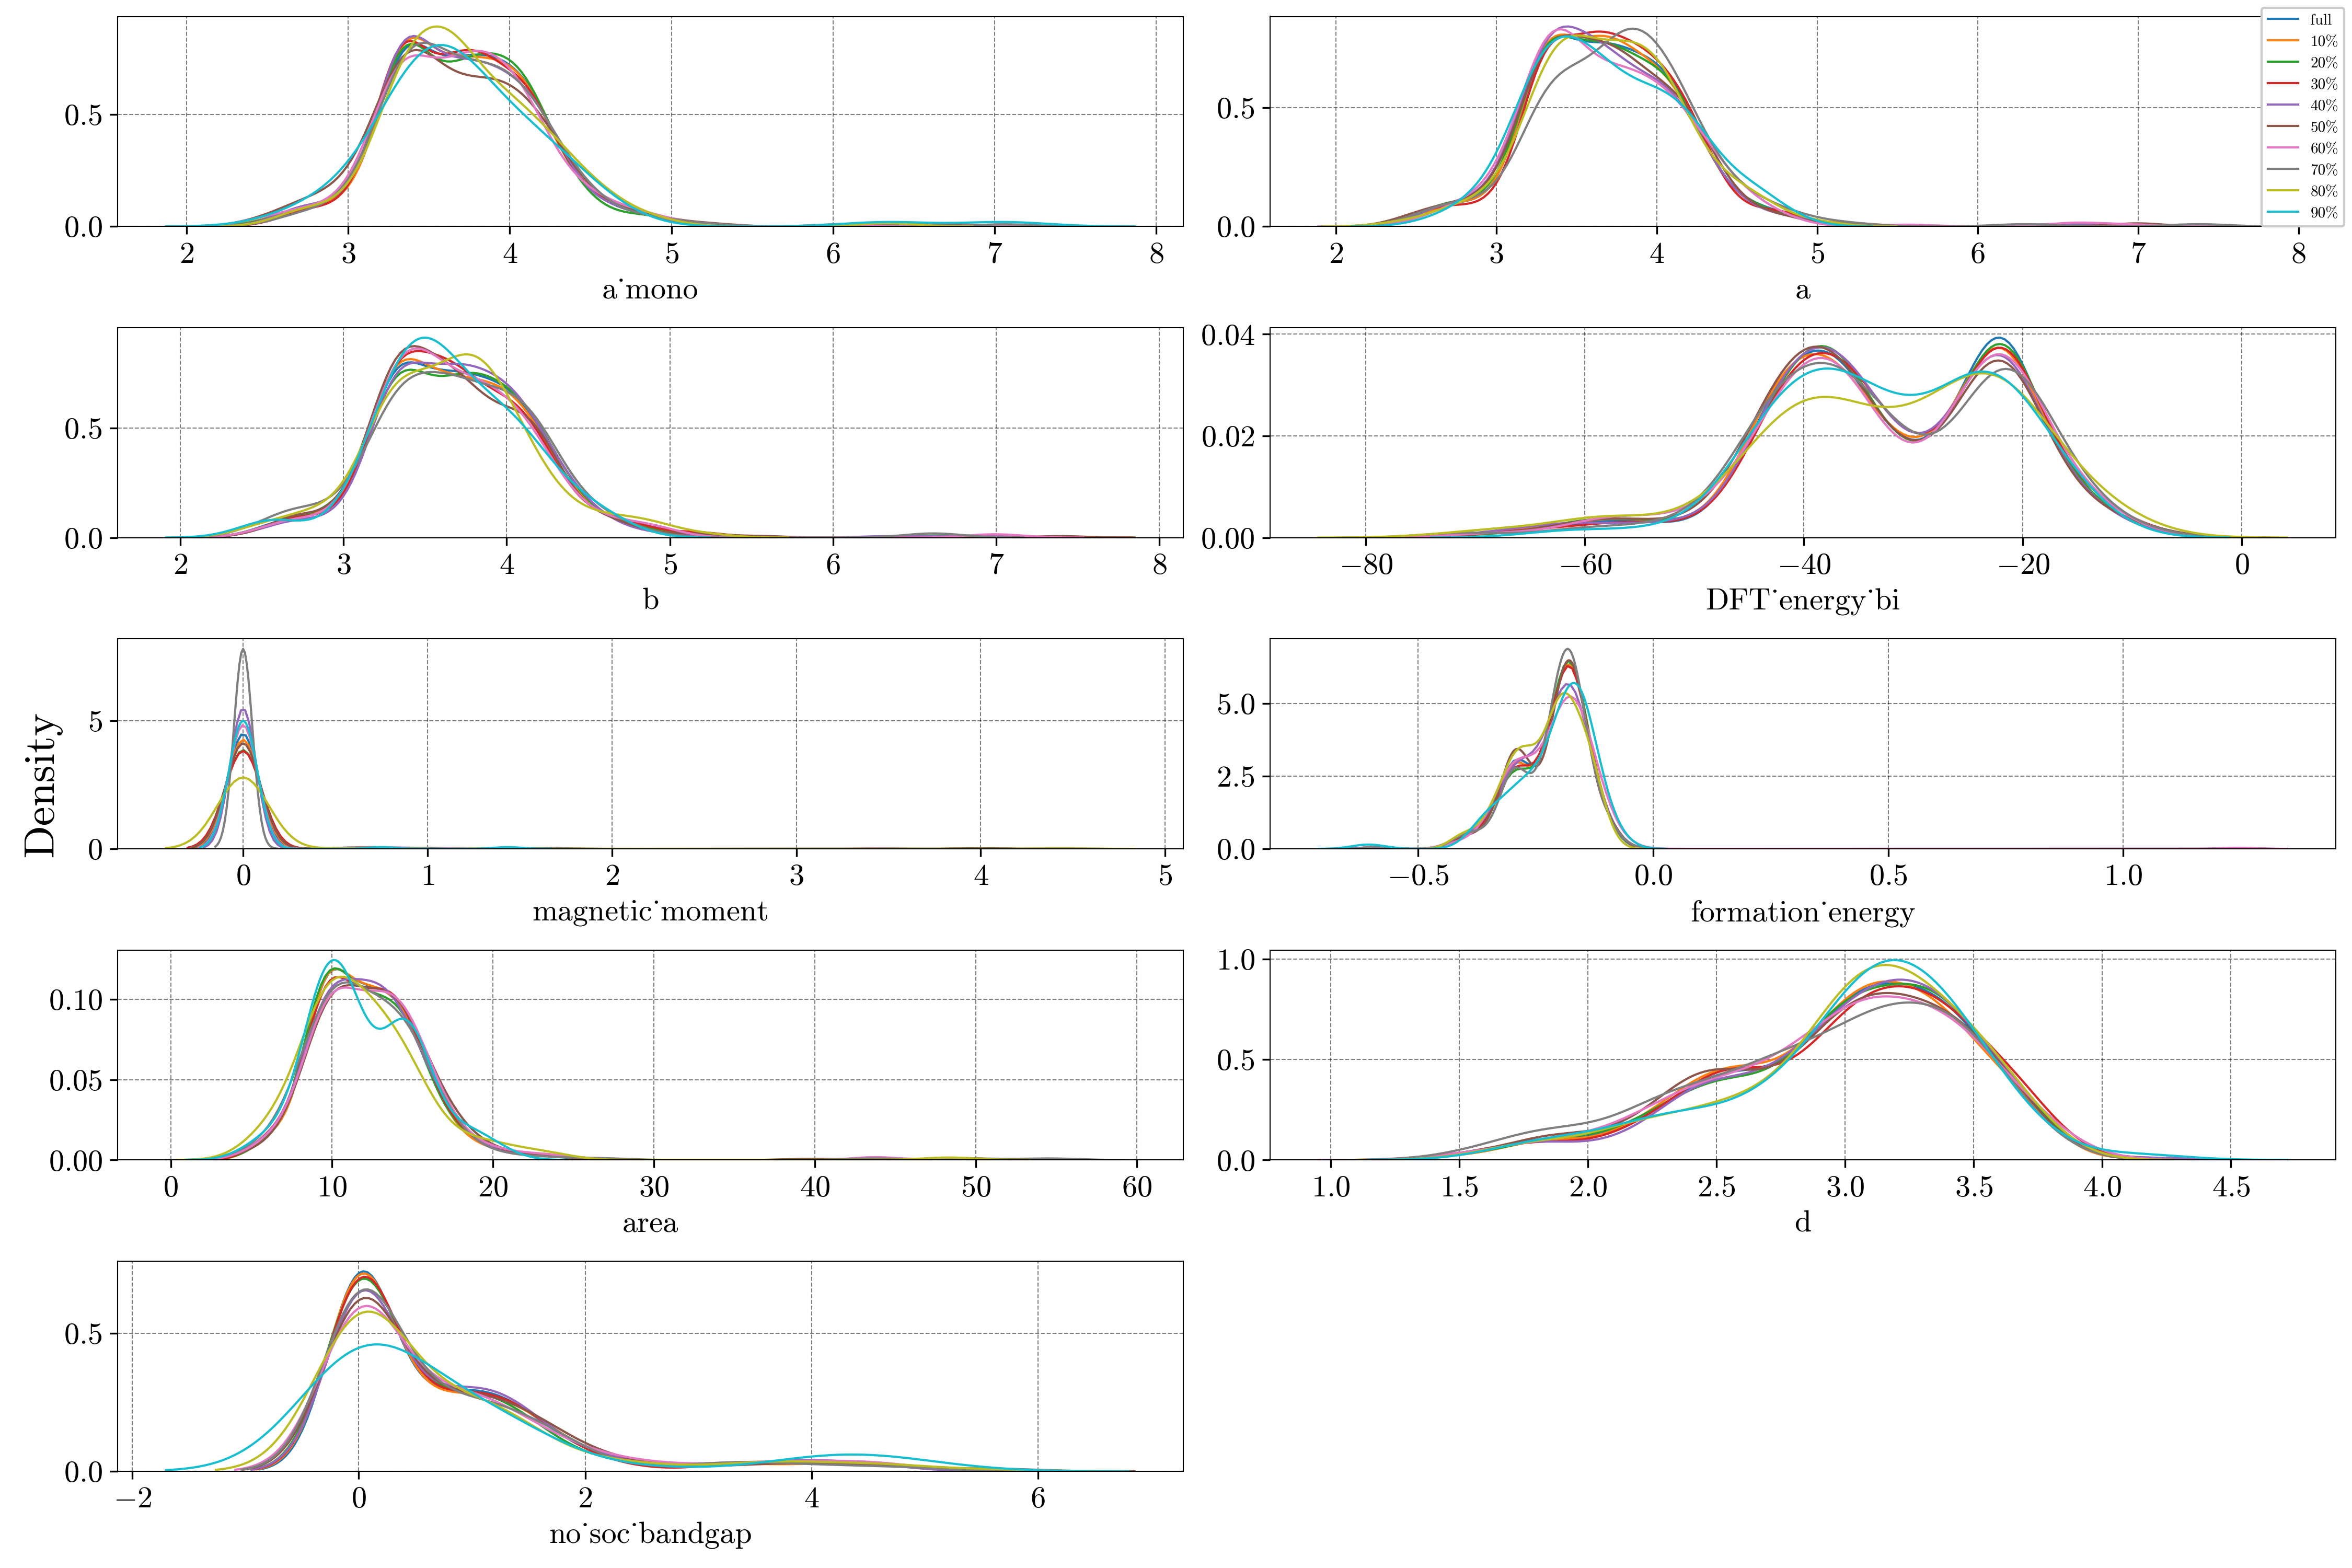 full
10%
20%
30%
40%
50%
60%
70%
80%
90%
0.5
0.0
2 3 4 5 6 7 8
a˙mono
0.5
0.0
2 3 4 5 6 7 8
a
0.5
0.0
2 3 4 5 6 7 8
b
0.04
0.02
0.00
−80 −60 −40 −20 0
DFT˙energy˙bi
Density
5
0
0 1 2 3 4 5
magnetic˙moment
5.0
2.5
0.0
−0.5 0.0 0.5 1.0
formation˙energy
0.10
0.05
0.00
0 10 20 30 40 50 60
area
1.0
0.5
0.0
1.0 1.5 2.0 2.5 3.0 3.5 4.0 4.5
d
0.5
0.0
−2 0 2 4 6
no˙soc˙bandgap